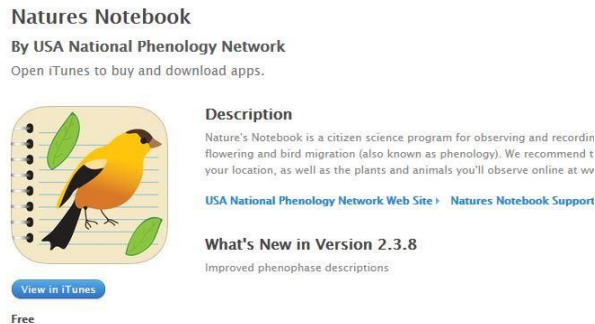 Natures Notebook
By USA National Phenology Network
Open iTunes to buy and download apps.
Description
Nature's Notebook is a citizen science program for observing and recordin
flowering and bird migration (also known as phenology). We recommend t
your location, as well as the plants and animals you'll observe online at ww
USA National Phenology Network Web Site Natures Notebook Support
What's New in Version 2.3.8
Improved phenophase descriptions
View in iTunes
Free